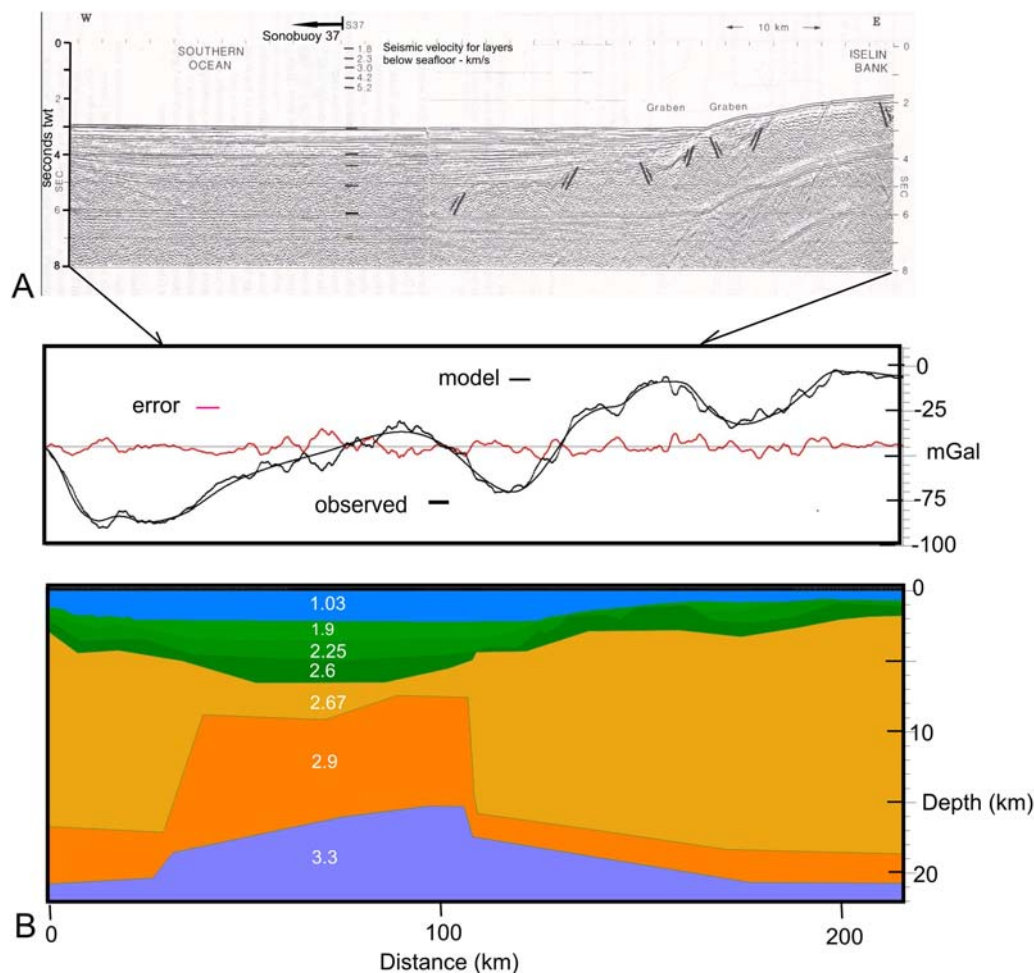 W
S37
Sonobuoy 37
10 km
E
0
SOUTHERN
OCEAN
1.8
2.3
3.0
4.2
5.2
Seismic velocity for layers
below seafloor - km/s
0
ISELIN
BANK
2
Graben
Graben
2
seconds twt
SEC
4
4
6
SEC
6
8
8
A
model
error
observed
0
-25
mGal
-75
-100
1.03
1.9
2.25
2.6
2.67
2.9
3.3
0
10
Depth (km)
20
B
0
100
200
Distance (km)